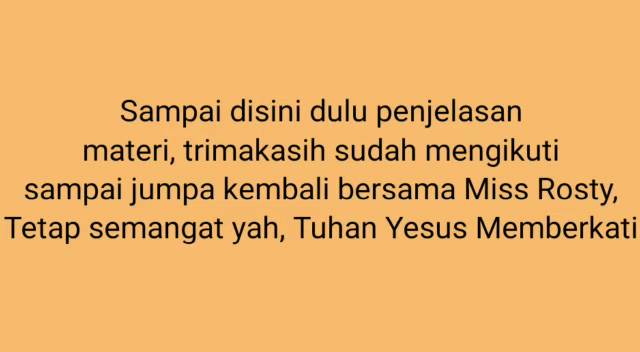 Sampai disini dulu penjelasan
materi, trimakasih sudah mengikuti
sampai jumpa kembali bersama Miss Rosty,
Tetap semangat yah, Tuhan Yesus Memberkati